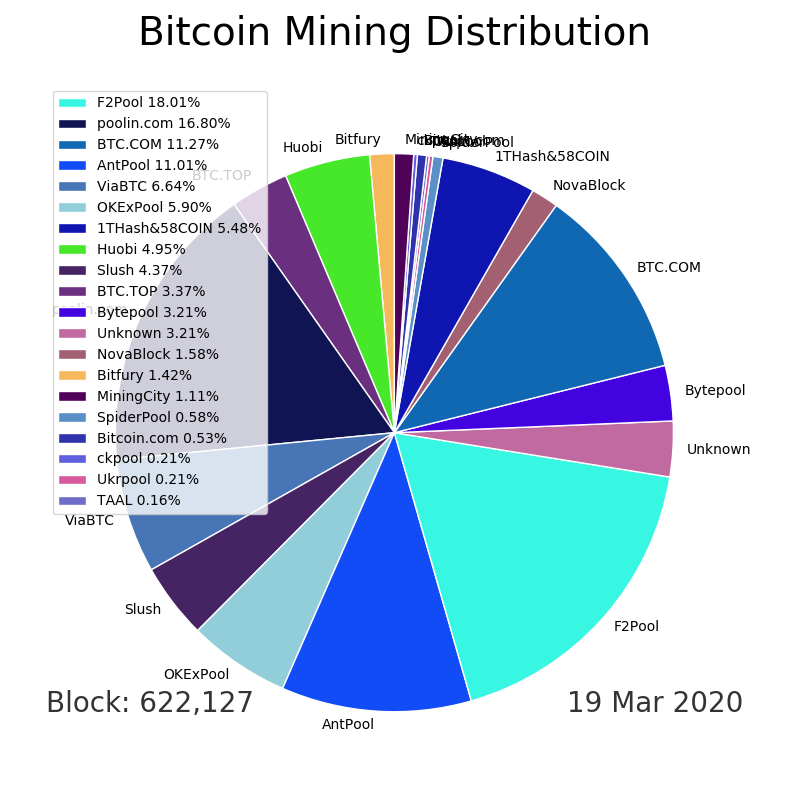 Bitcoin Mining Distribution
F2Pool 18.01%
poolin.com 16.80%
BTC.COM 11.27%
AntPool 11.01%
ViaBTC 6.64%
OKExPool 5.90%
1THash&58COIN 5.48%
Huobi 4.95%
Slush 4.37%
BTC.TOP 3.37%
Bytepool 3.21%
Unknown 3.21%
NovaBlock 1.58%
Bitfury 1.42%
MiningCity 1.11%
SpiderPool 0.58%
Bitcoin.com 0.53%
ckpool 0.21%
Ukrpool 0.21%
TAAL 0.16%
BTC.TOP
Huobi
Bitfury
MiningCity
SpiderPool
1THash&58COIN
NovaBlock
BTC.COM
Bytepool
Unknown
F2Pool
AntPool
OKExPool
Slush
ViaBTC
poolin.com
Block: 622,127
19 Mar 2020